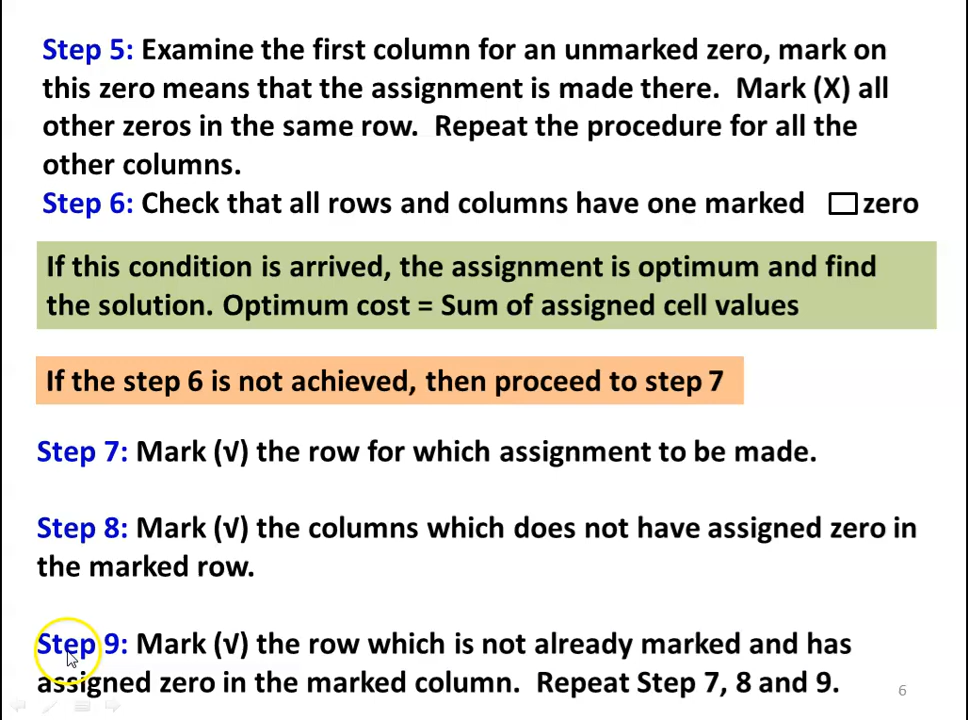 Step 5: Examine the first column for an unmarked zero, mark on
this zero means that the assignment is made there. Mark (X) all
other zeros in the same row. Repeat the procedure for all the
other columns.
Step 6: Check that all rows and columns have one marked zero
If this condition is arrived, the assignment is optimum and find
the solution. Optimum cost = Sum of assigned cell values
If the step 6 is not achieved, then proceed to step 7
Step 7: Mark (√) the row for which assignment to be made.
Step 8: Mark (√) the columns which does not have assigned zero in
the marked row.
Step 9: Mark (√) the row which is not already marked and has
assigned zero in the marked column. Repeat Step 7, 8 and 9.
6